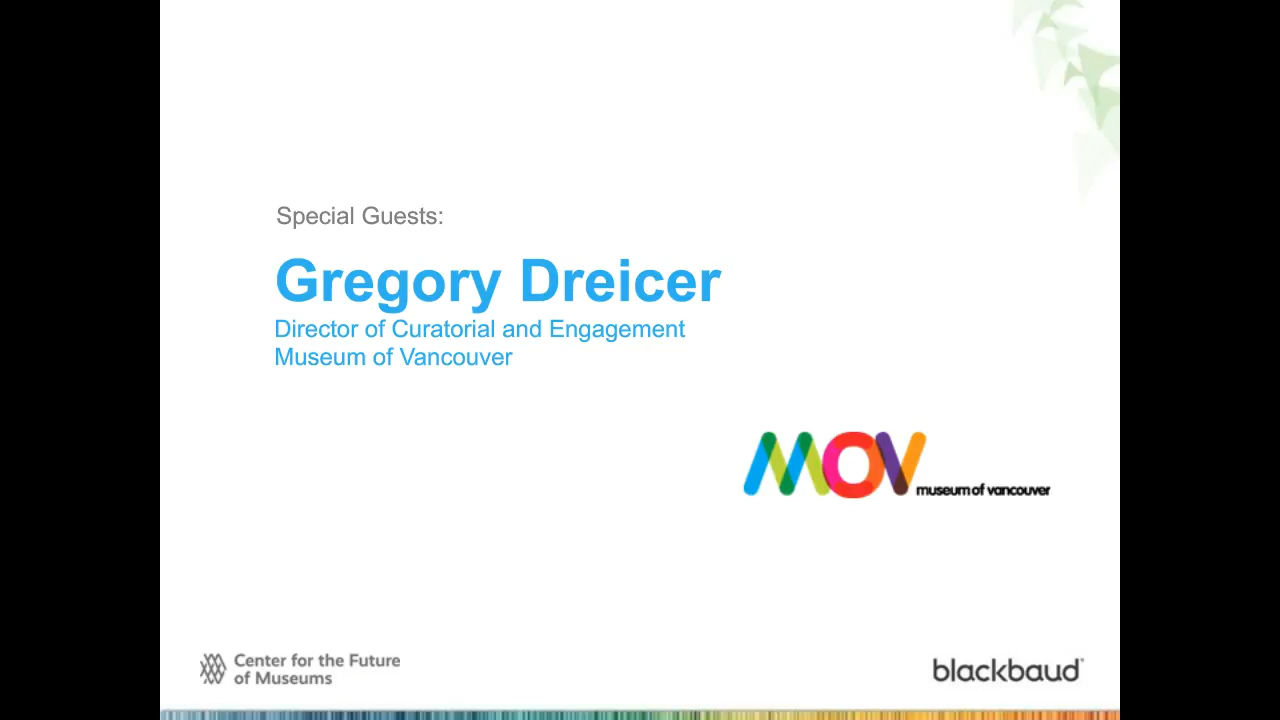 Special Guests:
Gregory Dreicer
Director of Curatorial and Engagement
Museum of Vancouver
MOV museum of vancouver
Center for the Future
of Museums
blackbaud